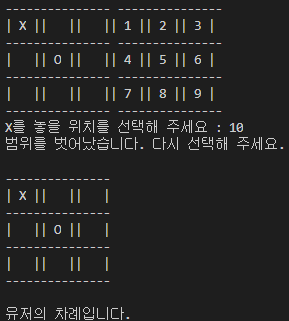 ---------------- ----------------
| X ||   ||   | | 1 | 2 | 3 |
---------------- ----------------
|   || O ||   | | 4 | 5 | 6 |
---------------- ----------------
|   ||   ||   | | 7 | 8 | 9 |
---------------- ----------------
X를 놓을 위치를 선택해 주세요 : 10
범위를 벗어났습니다. 다시 선택해 주세요.
----------------
| X ||   ||   |
----------------
|   || O ||   |
----------------
|   ||   ||   |
----------------
유저의 차례입니다.